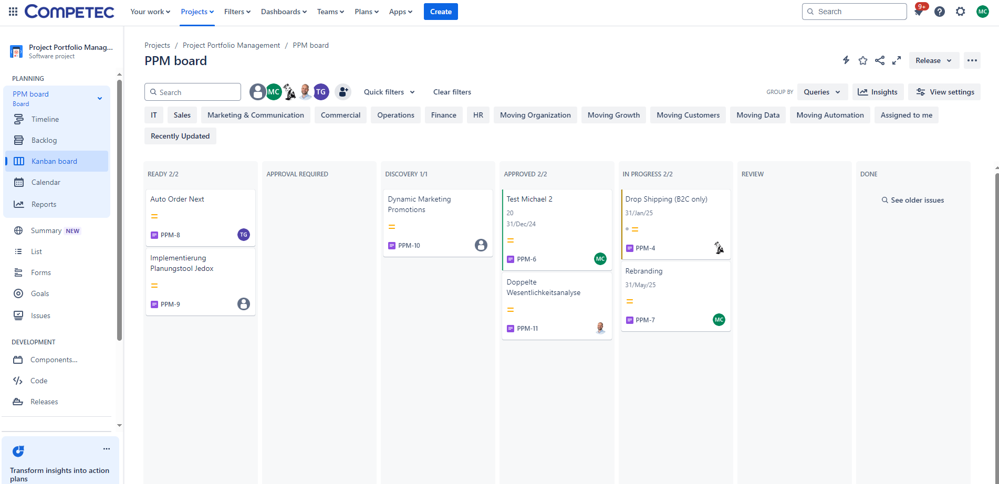 COMPETEC
Your work
Projects
Filters
Dashboards
Teams
Plans
Apps
Create
Search
9+
MC
Project Portfolio Manag...
Software project
PLANNING
PPM board
Board
Timeline
Backlog
Kanban board
Calendar
Reports
Summary NEW
List
Forms
Goals
Issues
DEVELOPMENT
Components...
Code
Releases
Transform insights into action
plans
Projects / Project Portfolio Management / PPM board
PPM board
Release
Search
MC
TG
Quick filters
Clear filters
GROUP BY
Queries
Insights
View settings
IT
Sales
Marketing & Communication
Commercial
Operations
Finance
HR
Moving Organization
Moving Growth
Moving Customers
Moving Data
Moving Automation
Assigned to me
Recently Updated
READY 2/2
Auto Order Next
PPM-8
TG
Implementierung
Planungstool Jedox
PPM-9
APPROVAL REQUIRED
DISCOVERY 1/1
Dynamic Marketing
Promotions
PPM-10
APPROVED 2/2
Test Michael 2
20
31/Dec/24
PPM-6
MC
Doppelte
Wesentlichkeitsanalyse
PPM-11
IN PROGRESS 2/2
Drop Shipping (B2C only)
31/Jan/25
PPM-4
Rebranding
31/May/25
PPM-7
MC
REVIEW
DONE
See older issues